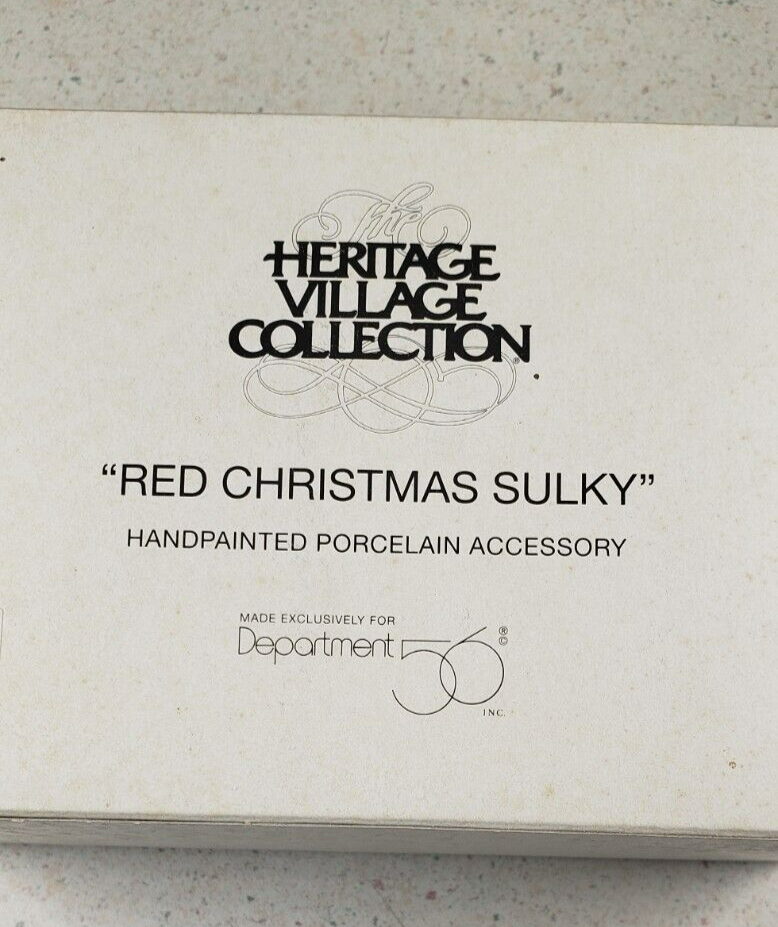 The
HERITAGE
VILLAGE
COLLECTION®
“RED CHRISTMAS SULKY”
HANDPAINTED PORCELAIN ACCESSORY
MADE EXCLUSIVELY FOR
Department 56 ® ©
INC.